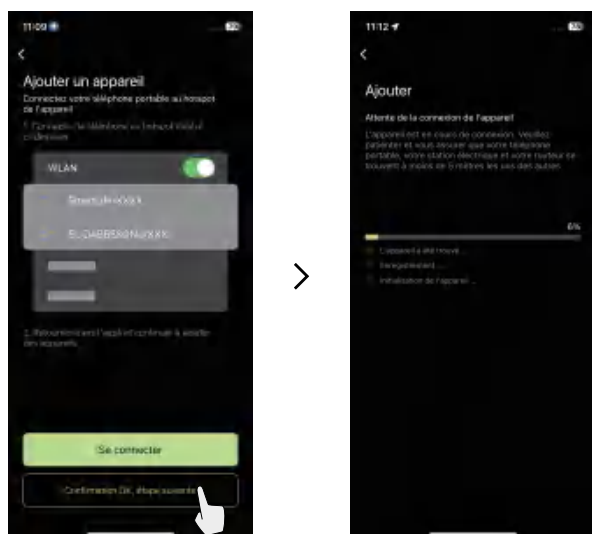 11:09
Ajouter un appareil
Connectez votre téléphone portable au hotspot
de l'appareil
WLAN
2. Retournez vers l'appli et continuez à ajouter
des appareils
Se connecter
Confirmation OK, étape suivante
11:12
Ajouter
Attente de la connexion de l'appareil
L'appareil est en cours de connexion. Veuillez
patienter et vous assurer que votre téléphone
portable, votre station électrique et votre routeur se
trouvent à moins de 5 mètres les uns des autres
6%
L'appareil a été trouvé ...
Enregistrement ...
Initialisation de l'appareil ...